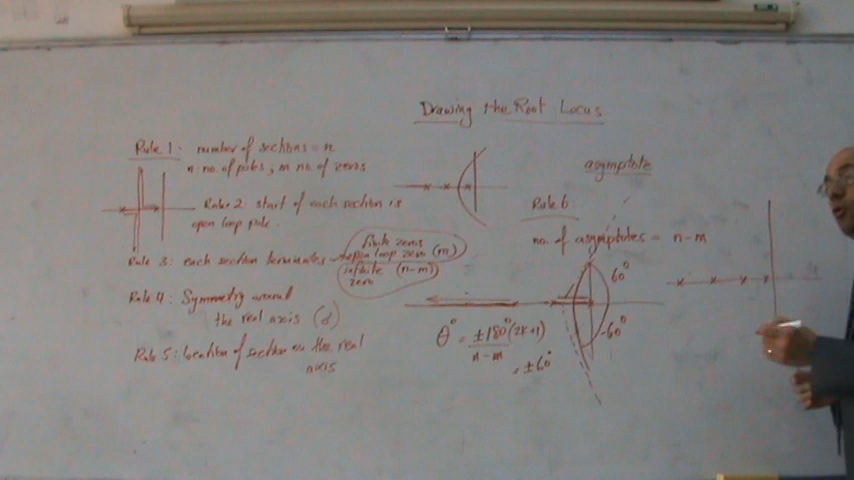 Drawing the Root Locus
Rule 1: number of sections = n
n: no. of poles ; m no. of zeros
Rule 2: start of each section is
open loop pole.
Rule 3: each section terminates
finite zeros
open loop zero (m)
infinite (n-m)
zero
Rule 4: Symmetry around
the real axis (σ)
Rule 5: location of section on the real
axis
asymptote
Rule 6:
no. of asymptotes = n-m
60°
-60°
θ° = ±180°(2k+1)
n-m
= ±60°